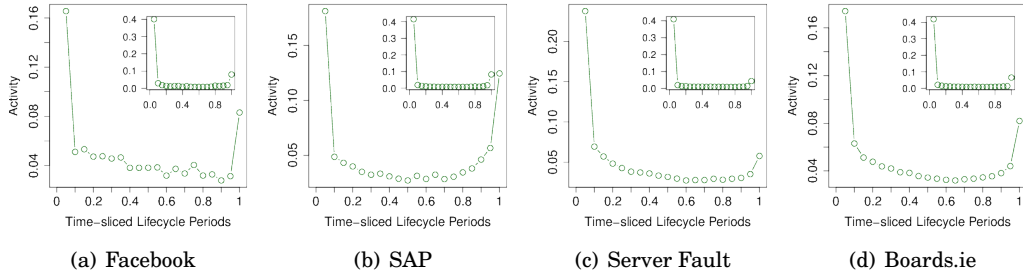 0.16
0.12
0.08
0.04
Activity
0.4
0.3
0.2
0.1
0.0
0.0 0.4 0.8
0 0.2 0.4 0.6 0.8 1
Time-sliced Lifecycle Periods
(a) Facebook
0.15
0.10
0.05
Activity
0.4
0.3
0.2
0.1
0.0
0.0 0.4 0.8
0 0.2 0.4 0.6 0.8 1
Time-sliced Lifecycle Periods
(b) SAP
0.20
0.15
0.10
0.05
Activity
0.4
0.3
0.2
0.1
0.0
0.0 0.4 0.8
0 0.2 0.4 0.6 0.8 1
Time-sliced Lifecycle Periods
(c) Server Fault
0.16
0.12
0.08
0.04
Activity
0.4
0.3
0.2
0.1
0.0
0.0 0.4 0.8
0 0.2 0.4 0.6 0.8 1
Time-sliced Lifecycle Periods
(d) Boards.ie